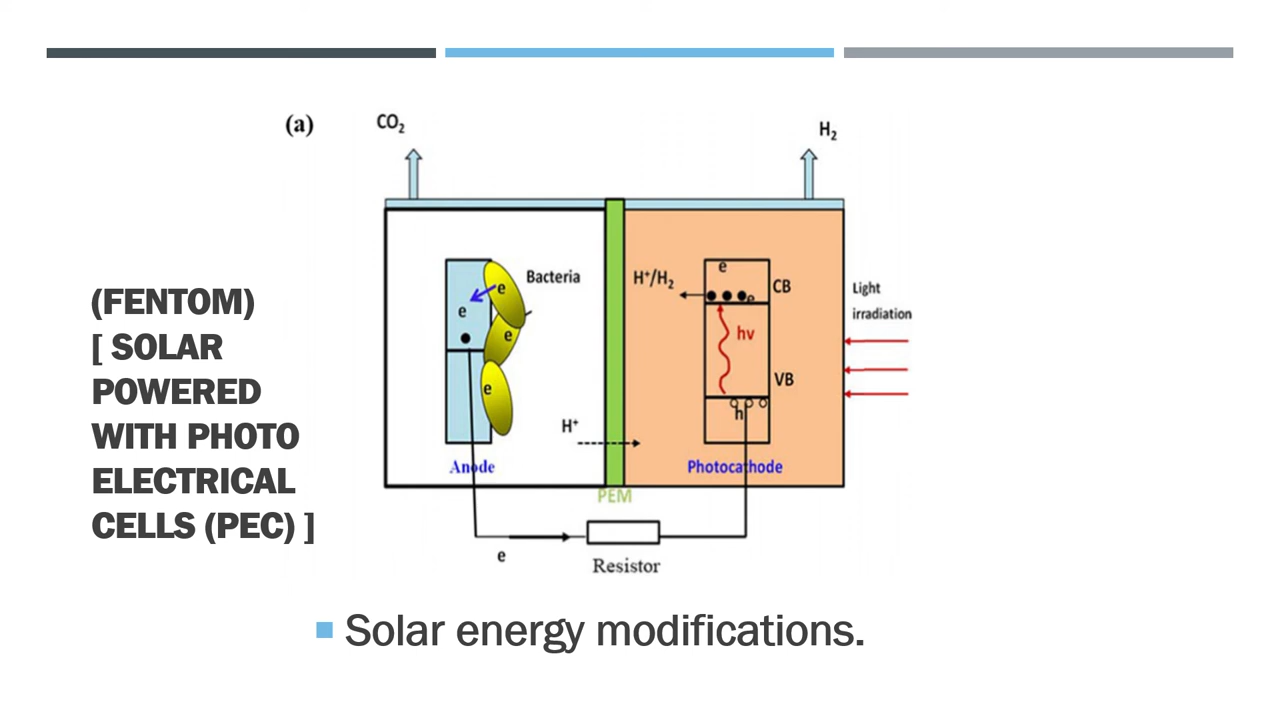 (a)
CO₂
H₂
(FENTOM)
[ SOLAR
POWERED
WITH PHOTO
ELECTRICAL
CELLS (PEC) ]
Bacteria
e
e
e
e
H⁺
Anode
PEM
H⁺/H₂
e
e
CB
hv
VB
h
Photocathode
Light
irradiation
e
Resistor
Solar energy modifications.